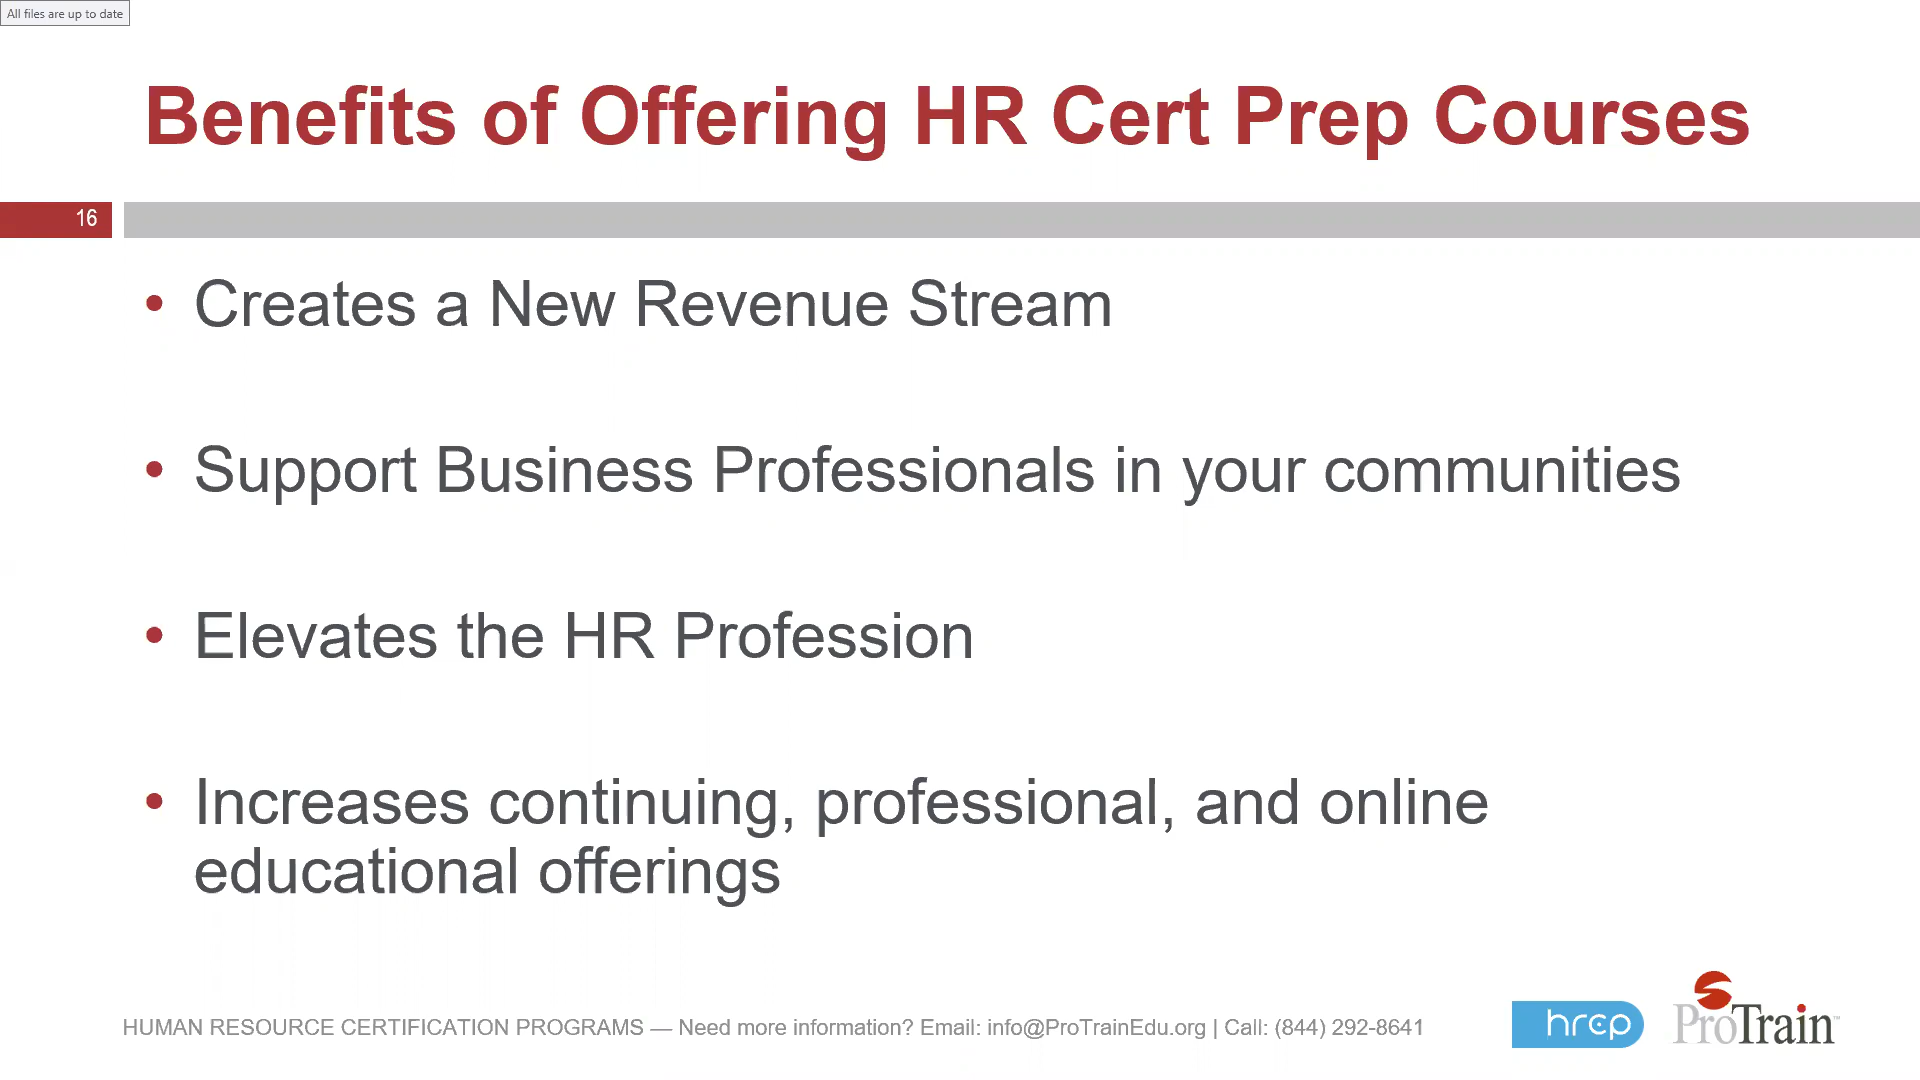 All files are up to date
Benefits of Offering HR Cert Prep Courses
16
• Creates a New Revenue Stream
• Support Business Professionals in your communities
• Elevates the HR Profession
• Increases continuing, professional, and online
educational offerings
HUMAN RESOURCE CERTIFICATION PROGRAMS — Need more information? Email: info@ProTrainEdu.org | Call: (844) 292-8641
hrcp
ProTrain™